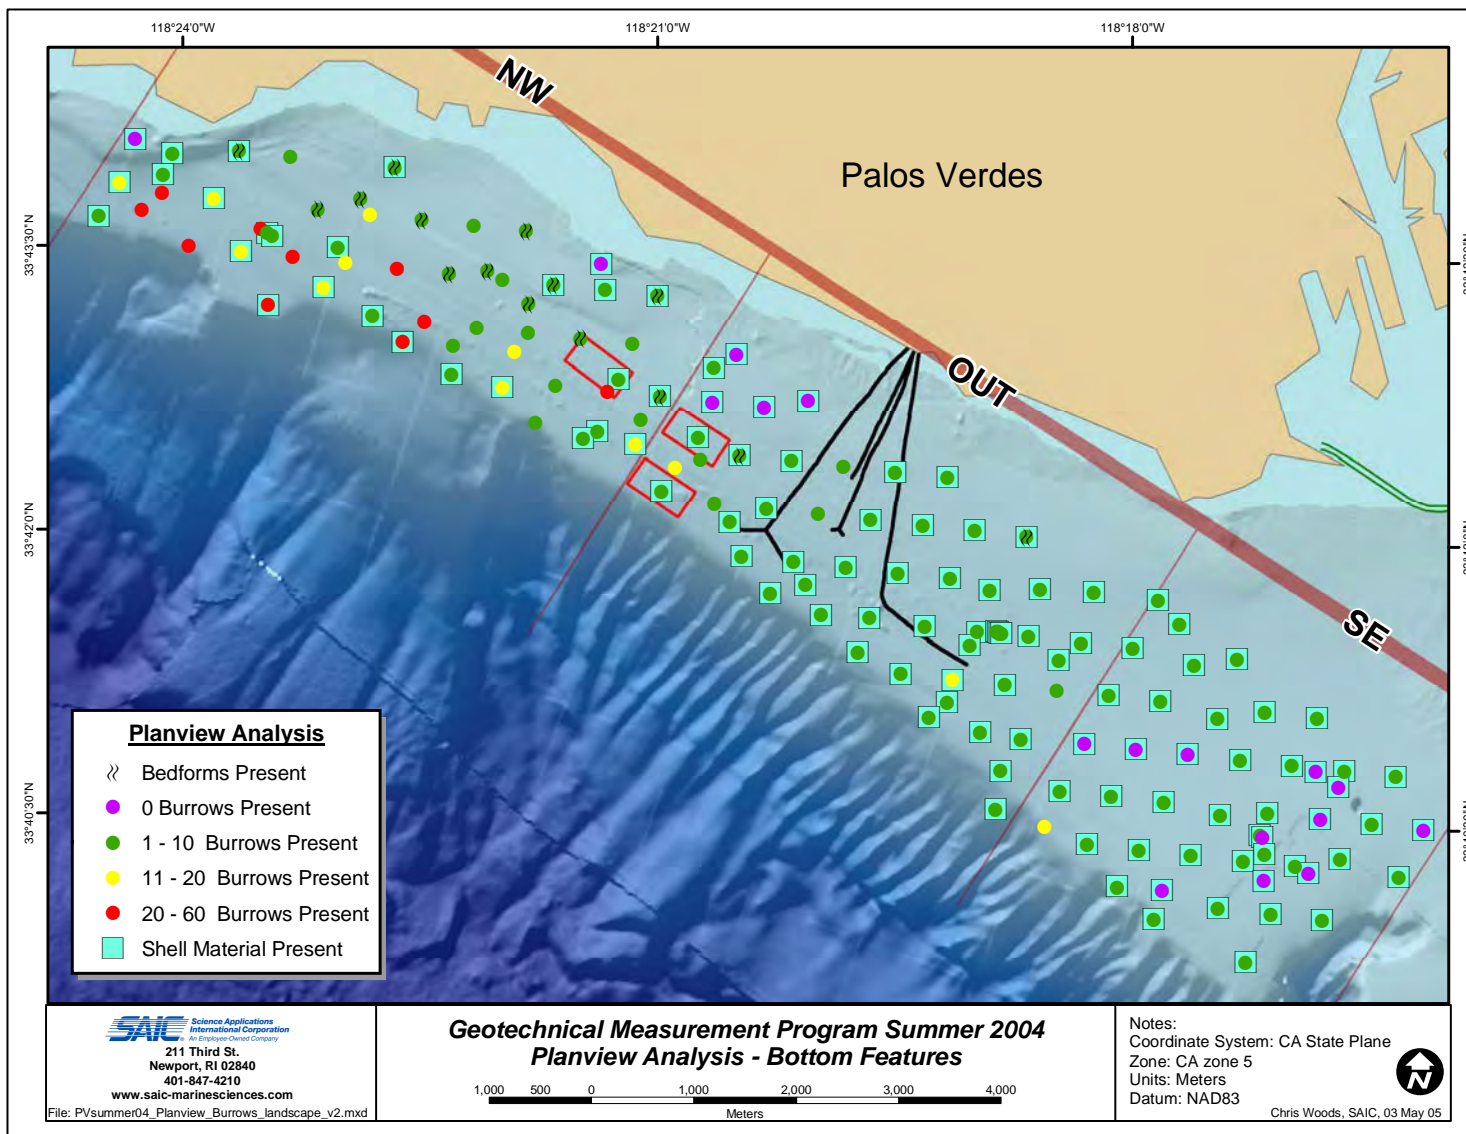 118°24'0"W
118°21'0"W
118°18'0"W
NW
Palos Verdes
33°43'30"N
OUT
33°42'0"N
SE
33°40'30"N
Planview Analysis
Bedforms Present
0 Burrows Present
1 - 10 Burrows Present
11 - 20 Burrows Present
20 - 60 Burrows Present
Shell Material Present
SAIC
Science Applications
International Corporation
An Employee-Owned Company
211 Third St.
Newport, RI 02840
401-847-4210
www.saic-marinesciences.com
File: PVsummer04_Planview_Burrows_landscape_v2.mxd
Geotechnical Measurement Program Summer 2004
Planview Analysis - Bottom Features
1,000 500 0 1,000 2,000 3,000 4,000
Meters
Notes:
Coordinate System: CA State Plane
Zone: CA zone 5
Units: Meters
Datum: NAD83
N
Chris Woods, SAIC, 03 May 05